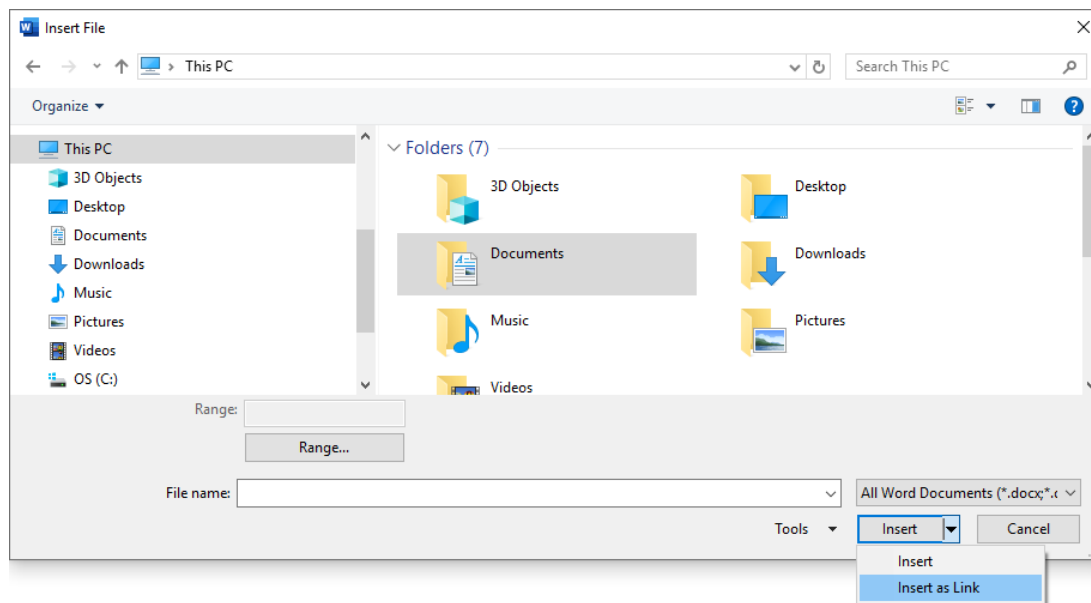 Insert File
This PC
Search This PC
Organize
This PC
3D Objects
Desktop
Documents
Downloads
Music
Pictures
Videos
OS (C:)
Folders (7)
3D Objects
Desktop
Documents
Downloads
Music
Pictures
Videos
Range:
Range...
File name:
All Word Documents (*.docx;*.c
Tools
Insert
Cancel
Insert
Insert as Link